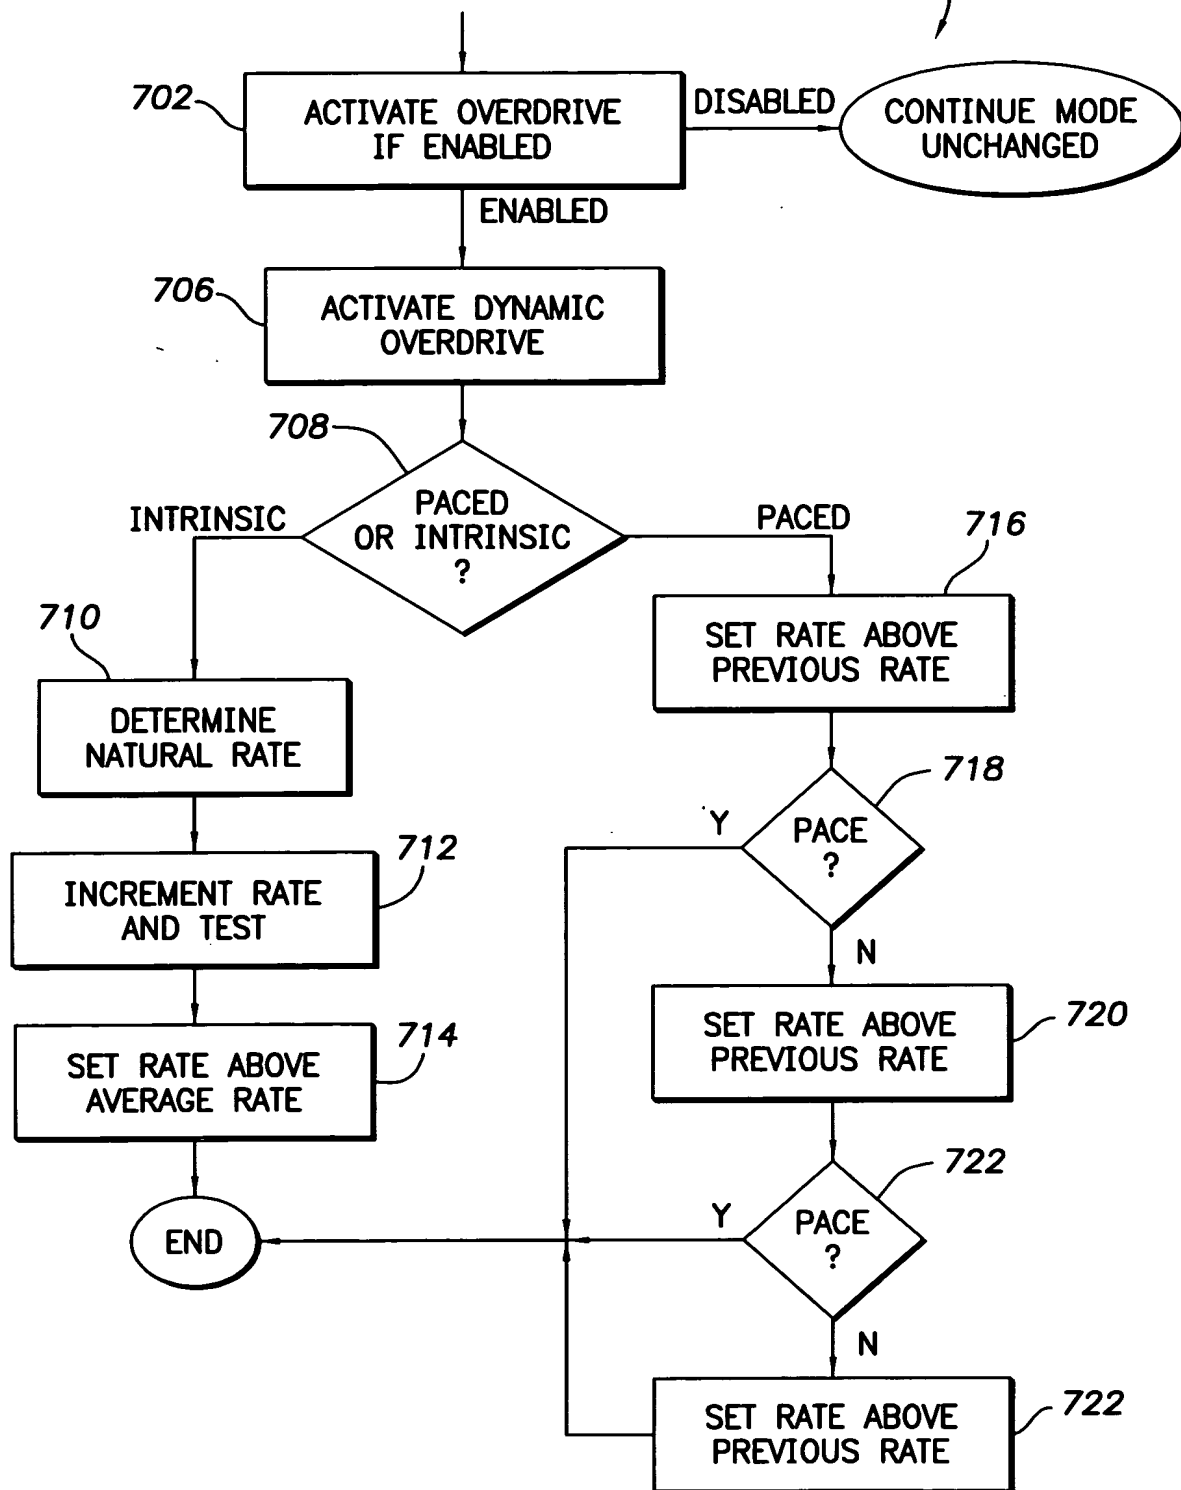 702
ACTIVATE OVERDRIVE
IF ENABLED
DISABLED
CONTINUE MODE
UNCHANGED
ENABLED
706
ACTIVATE DYNAMIC
OVERDRIVE
708
PACED
OR INTRINSIC
?
INTRINSIC
PACED
716
SET RATE ABOVE
PREVIOUS RATE
710
DETERMINE
NATURAL RATE
718
PACE
?
Y
N
712
INCREMENT RATE
AND TEST
720
SET RATE ABOVE
PREVIOUS RATE
714
SET RATE ABOVE
AVERAGE RATE
722
PACE
?
Y
N
END
722
SET RATE ABOVE
PREVIOUS RATE